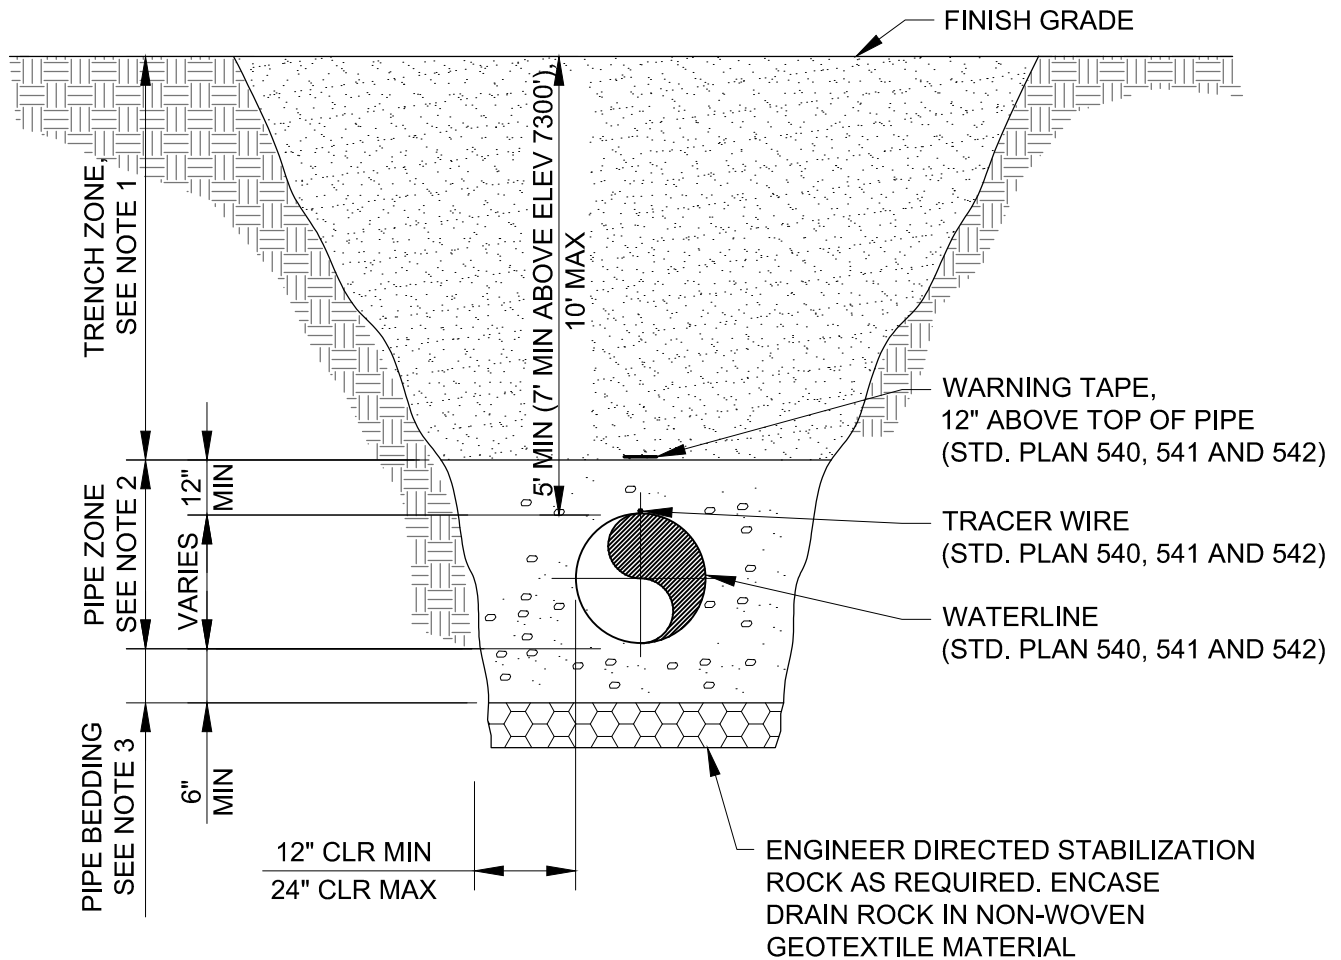 FINISH GRADE
TRENCH ZONE,
SEE NOTE 1
5' MIN (7' MIN ABOVE ELEV 7300'),
10' MAX
WARNING TAPE,
12" ABOVE TOP OF PIPE
(STD. PLAN 540, 541 AND 542)
PIPE ZONE
SEE NOTE 2
12"
MIN
VARIES
TRACER WIRE
(STD. PLAN 540, 541 AND 542)
WATERLINE
(STD. PLAN 540, 541 AND 542)
PIPE BEDDING
SEE NOTE 3
6"
MIN
12" CLR MIN
24" CLR MAX
ENGINEER DIRECTED STABILIZATION
ROCK AS REQUIRED. ENCASE
DRAIN ROCK IN NON-WOVEN
GEOTEXTILE MATERIAL